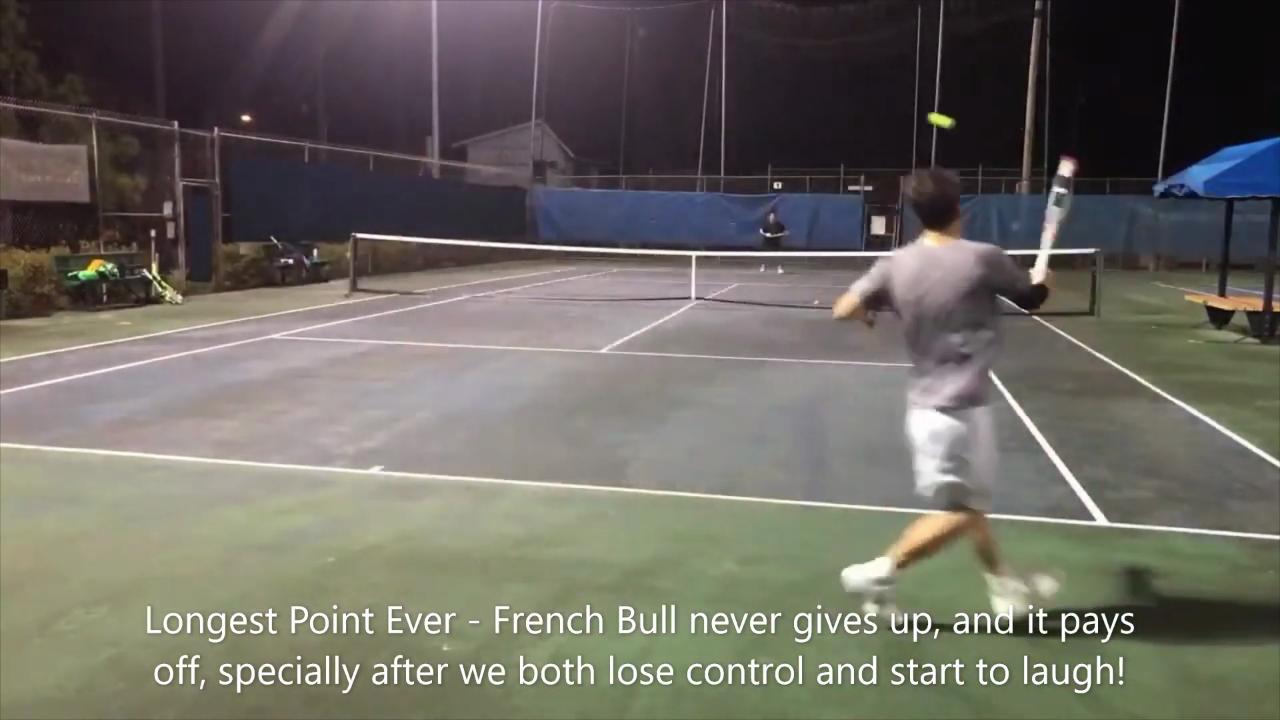 Longest Point Ever - French Bull never gives up, and it pays
off, specially after we both lose control and start to laugh!